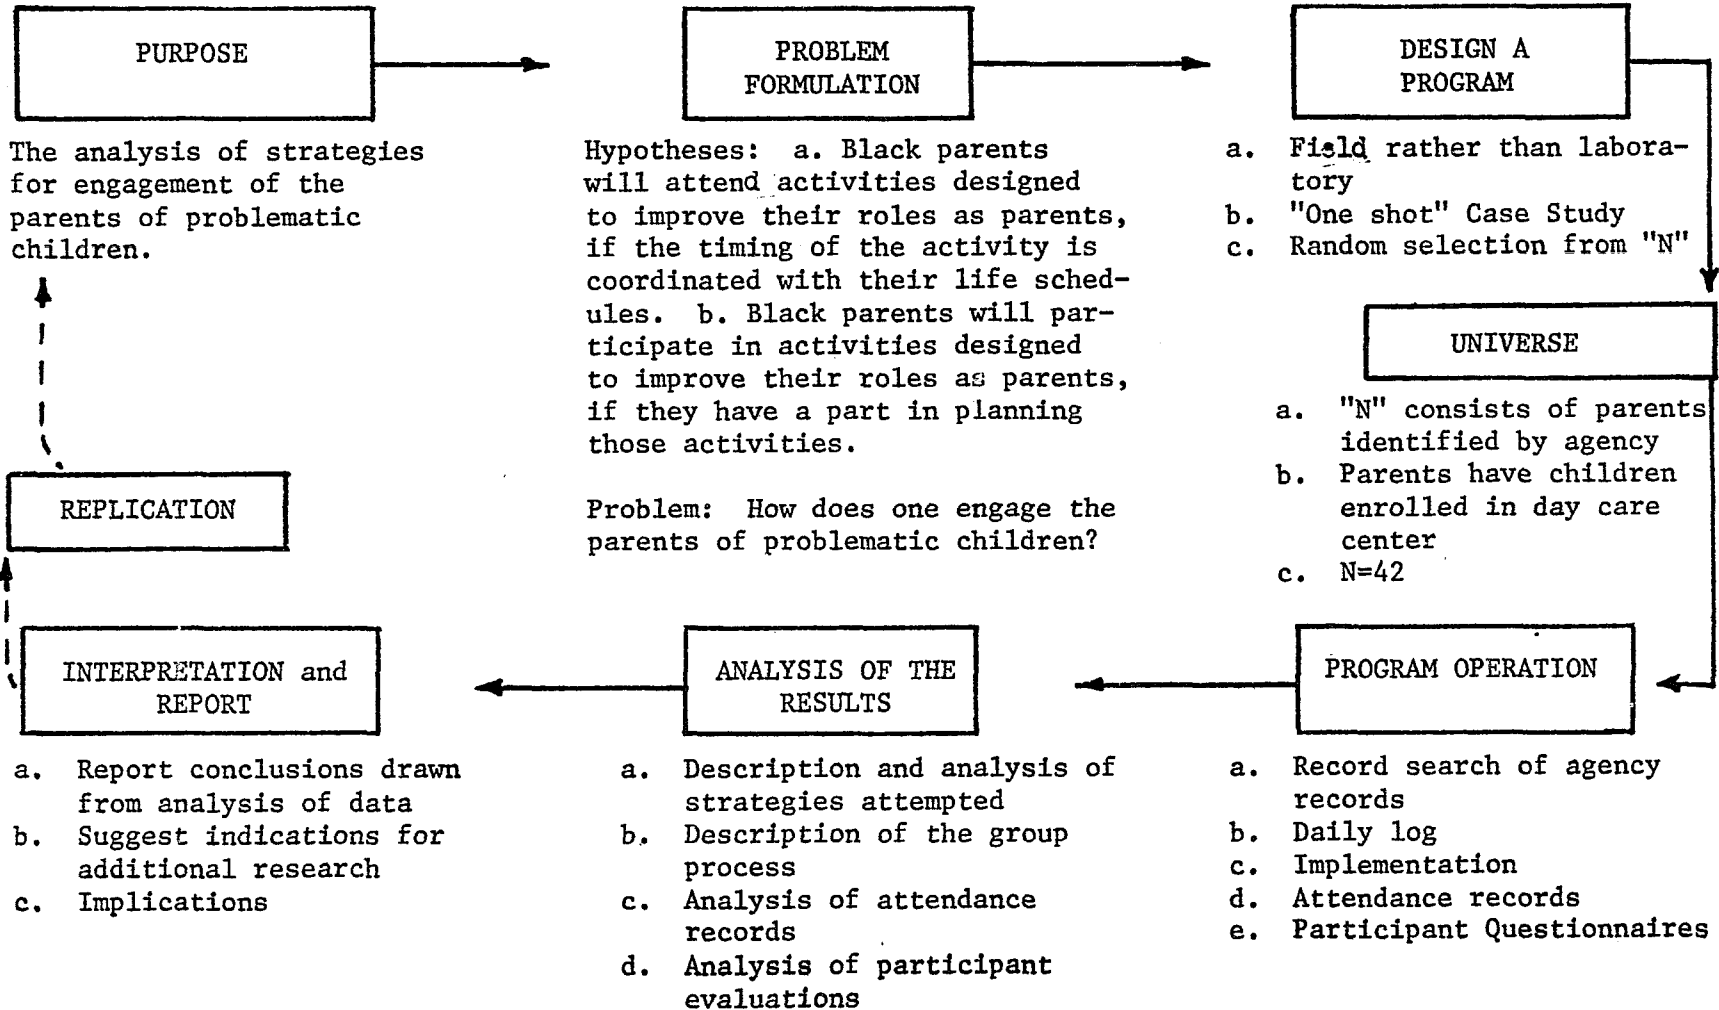 PURPOSE
The analysis of strategies
for engagement of the
parents of problematic
children.
PROBLEM
FORMULATION
Hypotheses: a. Black parents
will attend activities designed
to improve their roles as parents,
if the timing of the activity is
coordinated with their life sched-
ules. b. Black parents will par-
ticipate in activities designed
to improve their roles as parents,
if they have a part in planning
those activities.
Problem: How does one engage the
parents of problematic children?
DESIGN A
PROGRAM
a. Field rather than labora-
tory
b. "One shot" Case Study
c. Random selection from "N"
UNIVERSE
a. "N" consists of parents
identified by agency
b. Parents have children
enrolled in day care
center
c. N=42
PROGRAM OPERATION
a. Record search of agency
records
b. Daily log
c. Implementation
d. Attendance records
e. Participant Questionnaires
ANALYSIS OF THE
RESULTS
a. Description and analysis of
strategies attempted
b. Description of the group
process
c. Analysis of attendance
records
d. Analysis of participant
evaluations
INTERPRETATION and
REPORT
a. Report conclusions drawn
from analysis of data
b. Suggest indications for
additional research
c. Implications
REPLICATION